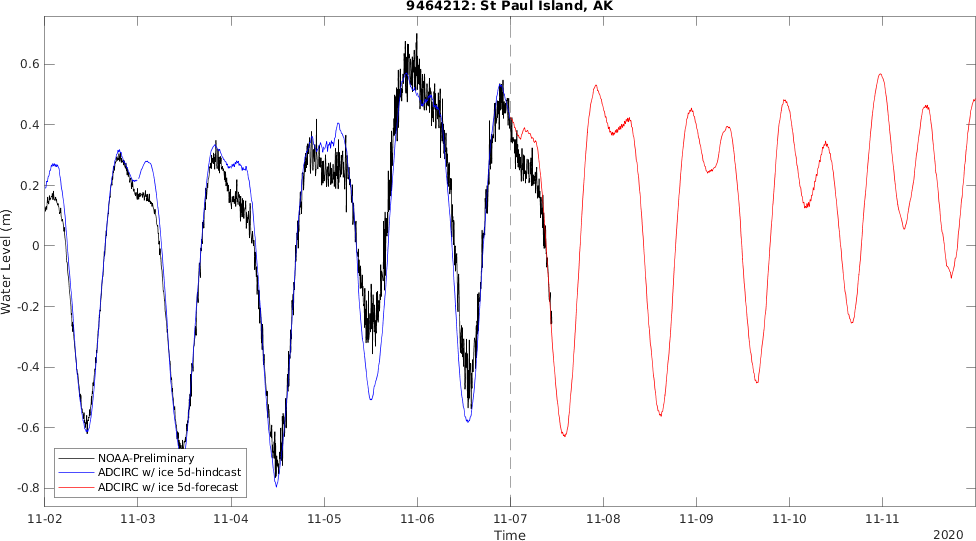 9464212: St Paul Island, AK
Water Level (m)
0.6
0.4
0.2
0
-0.2
-0.4
-0.6
-0.8
NOAA-Preliminary
ADCIRC w/ ice 5d-hindcast
ADCIRC w/ ice 5d-forecast
11-02 11-03 11-04 11-05 11-06 11-07 11-08 11-09 11-10 11-11
Time
2020